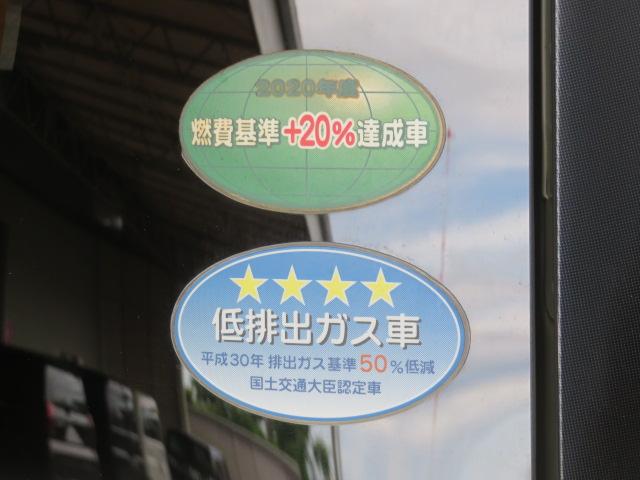 2020年度
燃費基準+20%達成車
★★★★
低排出ガス車
平成30年 排出ガス基準50%低減
国土交通大臣認定車